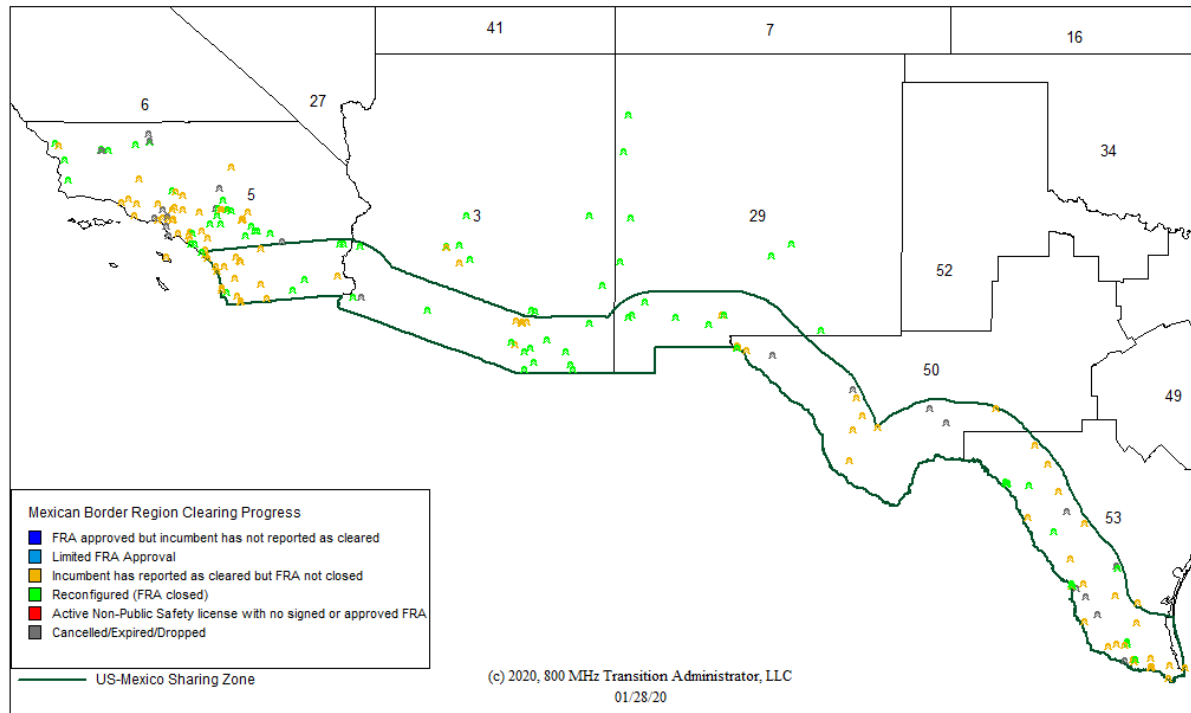 41
7
16
6
27
34
5
3
29
52
50
49
53
Mexican Border Region Clearing Progress
FRA approved but incumbent has not reported as cleared
Limited FRA Approval
Incumbent has reported as cleared but FRA not closed
Reconfigured (FRA closed)
Active Non-Public Safety license with no signed or approved FRA
Cancelled/Expired/Dropped
US-Mexico Sharing Zone
(c) 2020, 800 MHz Transition Administrator, LLC
01/28/20